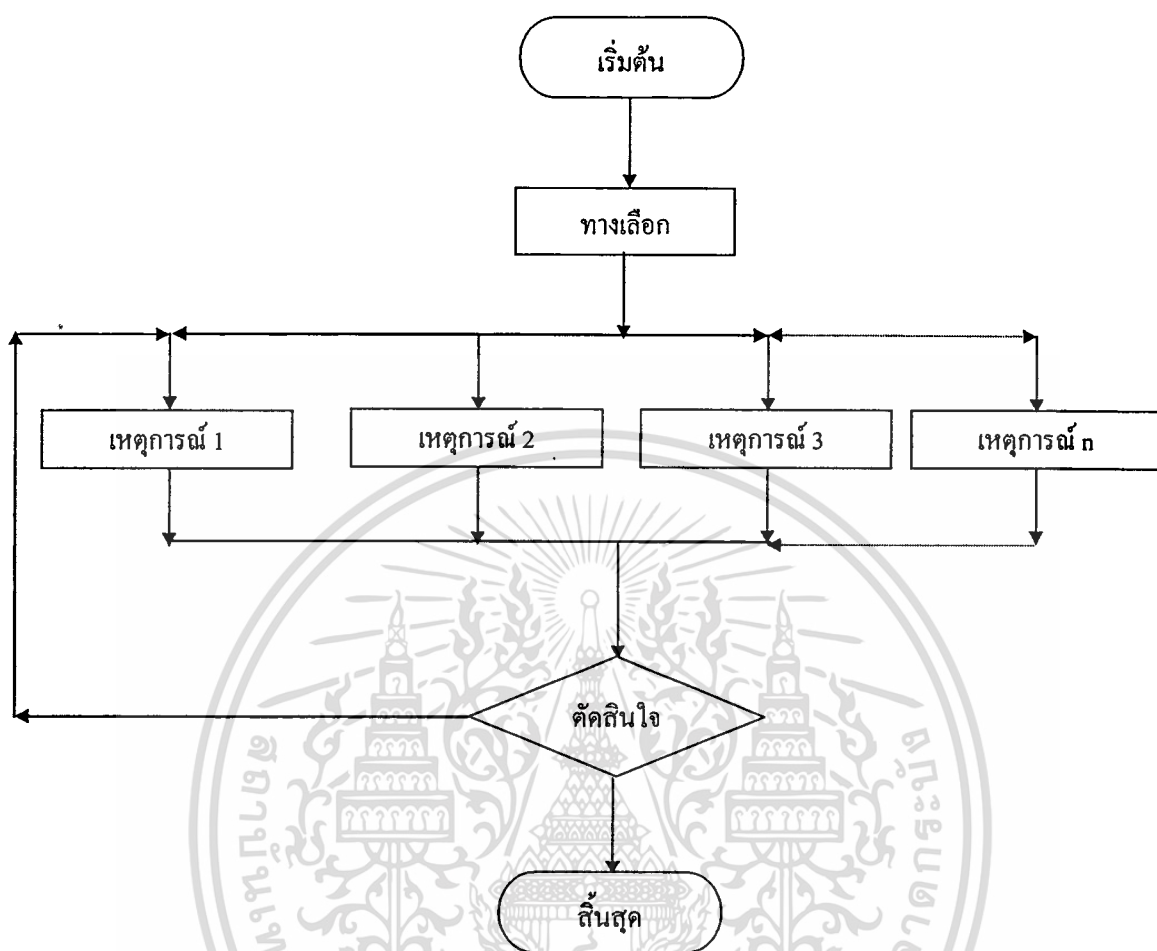 เริ่มต้น
ทางเลือก
เหตุการณ์ 1
เหตุการณ์ 2
เหตุการณ์ 3
เหตุการณ์ n
ตัดสินใจ
สิ้นสุด